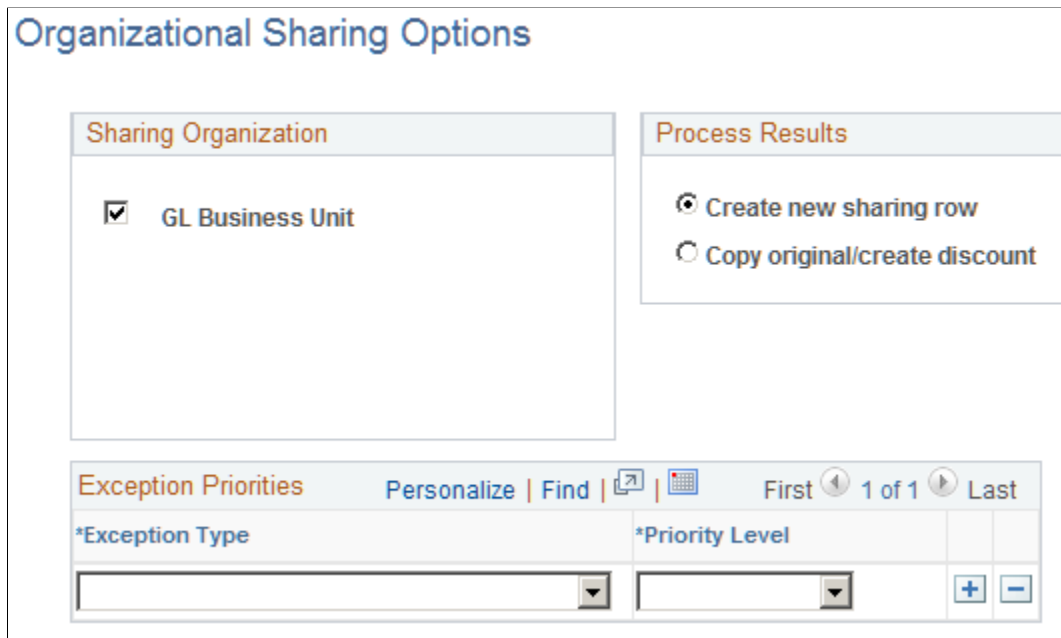 Organizational Sharing Options
Sharing Organization
GL Business Unit
Process Results
Create new sharing row
Copy original/create discount
Exception Priorities Personalize | Find | | First 1 of 1 Last
*Exception Type *Priority Level